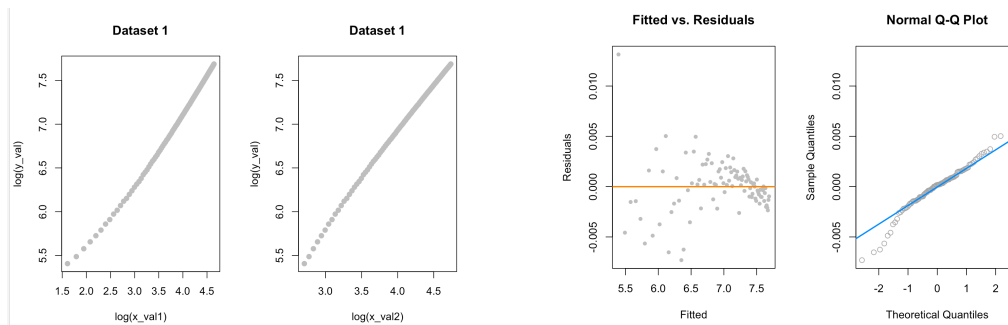 Dataset 1
log(y_val)
7.5
7.0
6.5
6.0
5.5
1.5 2.0 2.5 3.0 3.5 4.0 4.5
log(x_val1)
Dataset 1
log(y_val)
7.5
7.0
6.5
6.0
5.5
3.0 3.5 4.0 4.5
log(x_val2)
Fitted vs. Residuals
Residuals
0.010
0.005
0.000
-0.005
5.5 6.0 6.5 7.0 7.5
Fitted
Normal Q-Q Plot
Sample Quantiles
0.010
0.005
0.000
-0.005
-2 -1 0 1 2
Theoretical Quantiles